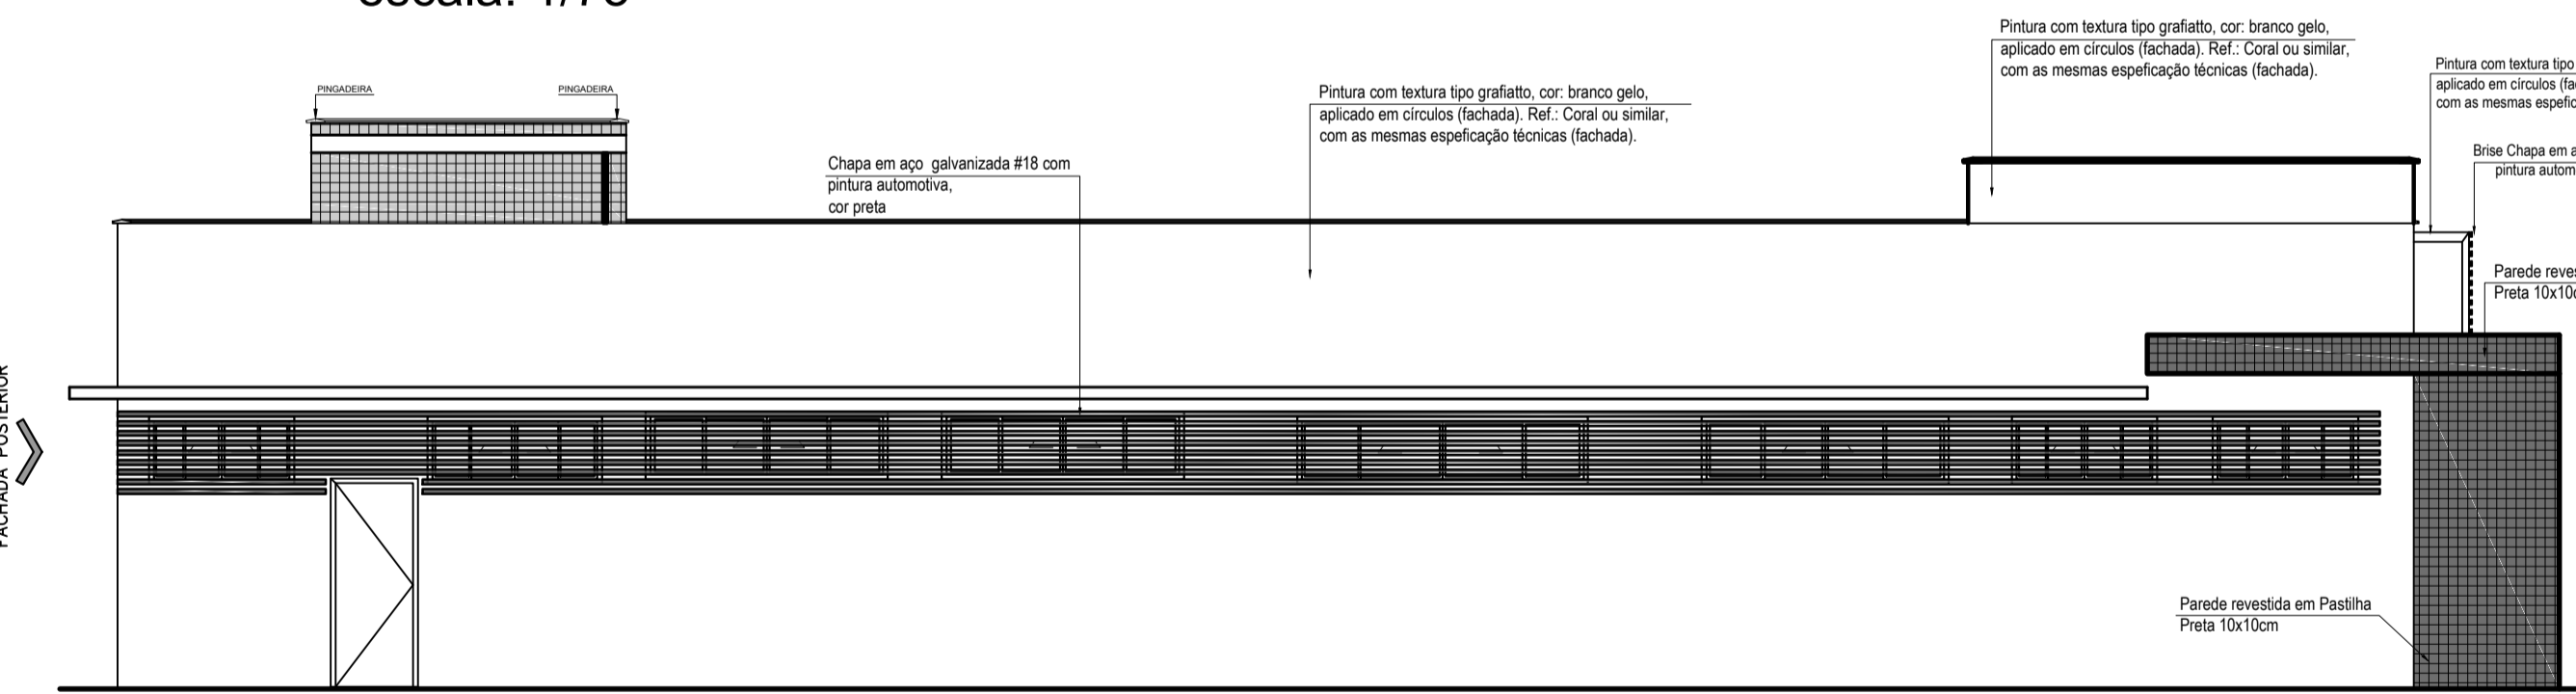 Pintura com textura tipo grafiatto, cor: branco gelo,
aplicado em círculos (fachada). Ref.: Coral ou similar,
com as mesmas espeficação técnicas (fachada).
Pintura com textura tipo
aplicado em círculos
com as mesmas
PINGADEIRA
PINGADEIRA
Pintura com textura tipo grafiatto, cor: branco gelo,
aplicado em círculos (fachada). Ref.: Coral ou similar,
com as mesmas espeficação técnicas (fachada).
Chapa em aço galvanizada #18 com
pintura automotiva,
cor preta
Brise Chapa em
pintura
Parede
Preta
FACHADA POSTERIOR
Parede revestida em Pastilha
Preta 10x10cm